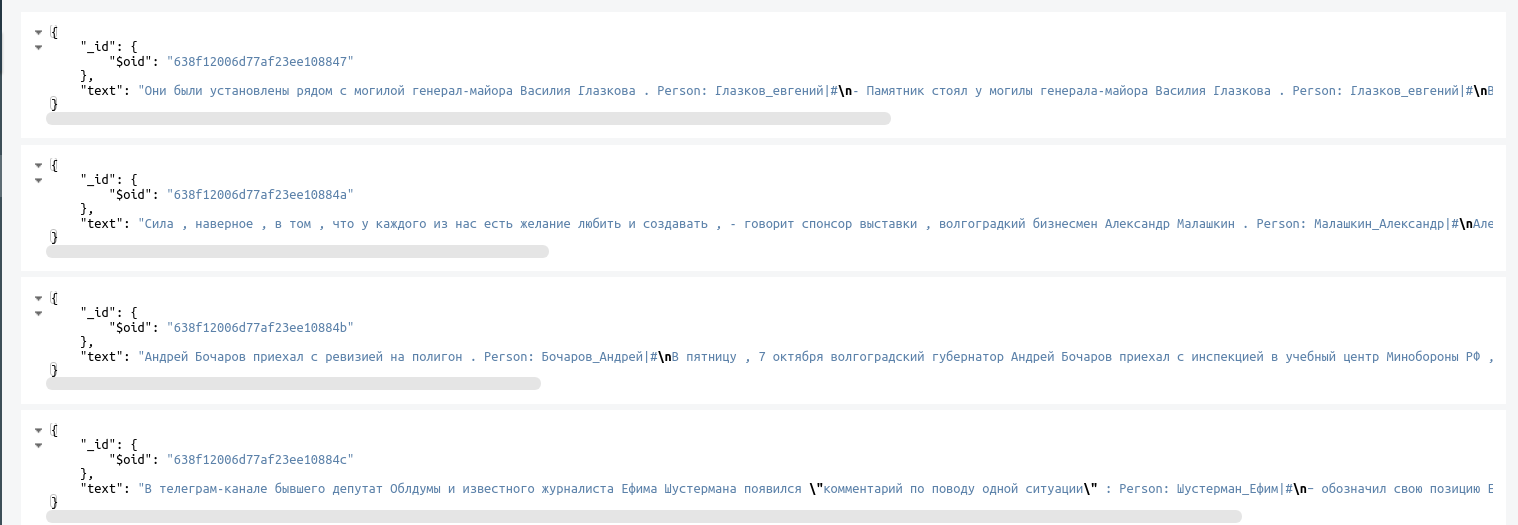 {
"_id": {
"$oid": "638f12006d77af23ee108847"
},
"text": "Они были установлены рядом с могилой генерал-майора Василия Глазкова . Person: Глазков_евгений|#\n- Памятник стоял у могилы генерала-майора Василия Глазкова . Person: Глазков_евгений|#\nВ
}
{
"_id": {
"$oid": "638f12006d77af23ee10884a"
},
"text": "Сила , наверное , в том , что у каждого из нас есть желание любить и создавать , - говорит спонсор выставки , волгоградкий бизнесмен Александр Малашкин . Person: Малашкин_Александр|#\nАле
}
{
"_id": {
"$oid": "638f12006d77af23ee10884b"
},
"text": "Андрей Бочаров приехал с ревизией на полигон . Person: Бочаров_Андрей|#\nВ пятницу , 7 октября волгоградский губернатор Андрей Бочаров приехал с инспекцией в учебный центр Минобороны РФ ,
}
{
"_id": {
"$oid": "638f12006d77af23ee10884c"
},
"text": "В телеграм-канале бывшего депутат Облдумы и известного журналиста Ефима Шустермана появился \"комментарий по поводу одной ситуации\" : Person: Шустерман_Ефим|#\n– обозначил свою позицию Е
}